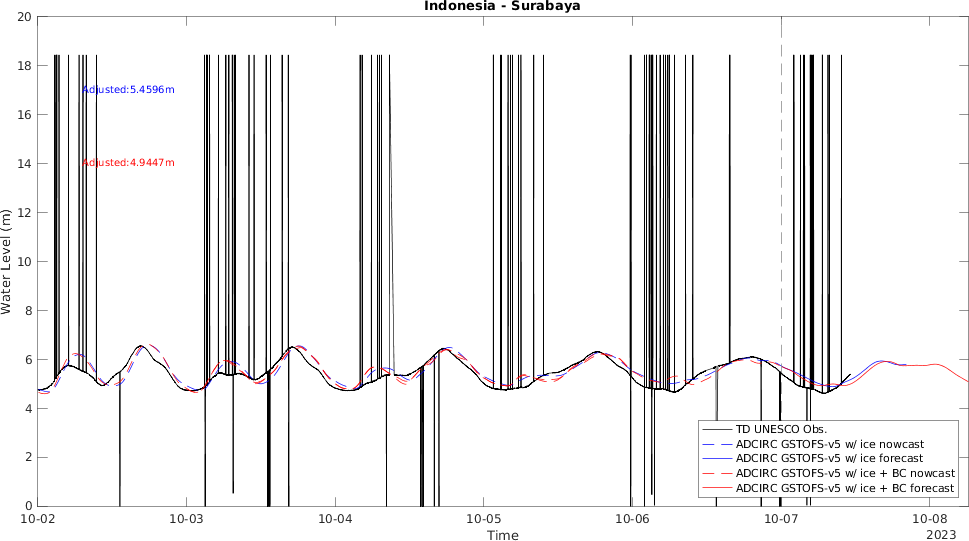 Indonesia - Surabaya
20
18
16
14
12
10
8
6
4
2
0
Water Level (m)
Adjusted:5.4596m
Adjusted:4.9447m
TD UNESCO Obs.
ADCIRC GSTOFS-v5 w/ ice nowcast
ADCIRC GSTOFS-v5 w/ ice forecast
ADCIRC GSTOFS-v5 w/ ice + BC nowcast
ADCIRC GSTOFS-v5 w/ ice + BC forecast
10-02 10-03 10-04 10-05 10-06 10-07 10-08
Time
2023